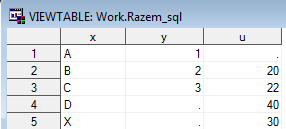 VIEWTABLE: Work.Razem_sql
x y u
1 A 1 .
2 B 2 20
3 C 3 22
4 D . 40
5 X . 30